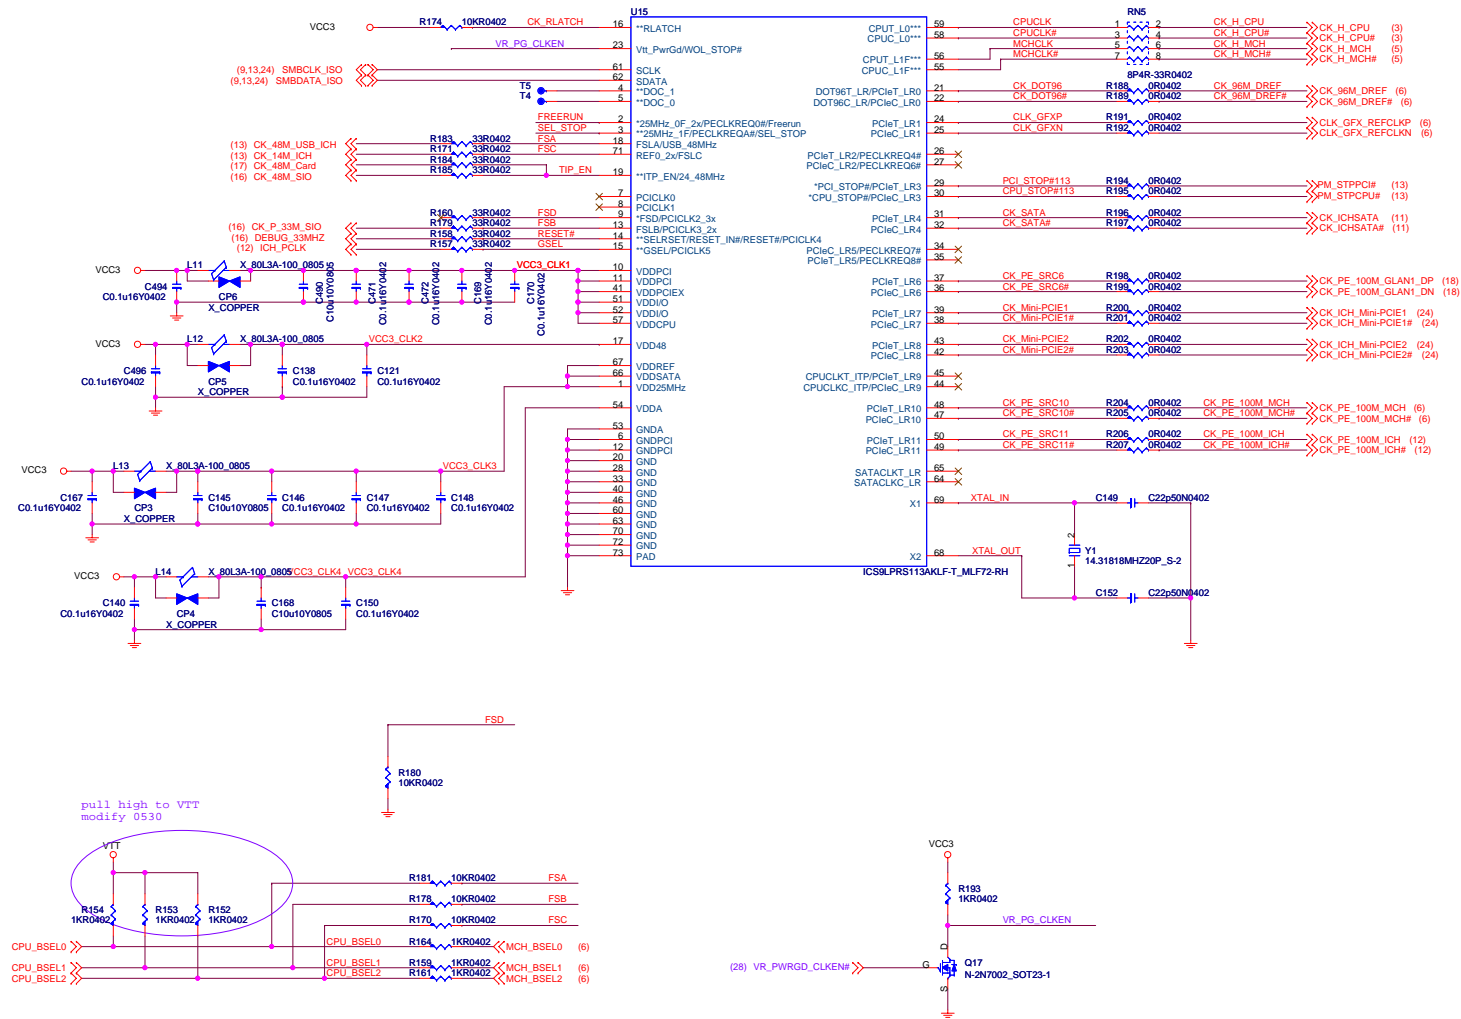 U15
VCC3 R174 10KR0402 CK_RLATCH 16 **RLATCH
VR_PG_CLKEN 23 Vtt_PwrGd/WOL_STOP#
(9,13,24) SMBCLK_ISO 61 SCLK
(9,13,24) SMBDATA_ISO 62 SDATA
T5 4 **DOC_1
T4 5 **DOC_0
FREERUN 2 *25MHz_0F_2x/PECLKREQ0#/Freerun
SEL_STOP 3 **25MHz_1F/PECLKREQA#/SEL_STOP
(13) CK_48M_USB_ICH R183 33R0402 FSA 18 FSLA/USB_48MHz
(13) CK_14M_ICH R171 33R0402 FSC 71 REF0_2x/FSLC
(17) CK_48M_Card R184 33R0402
(16) CK_48M_SIO R185 33R0402 TIP_EN 19 **ITP_EN/24_48MHz
7 PCICLK0
8 PCICLK1
R160 33R0402 FSD 9 *FSD/PCICLK2_3x
(16) CK_P_33M_SIO R179 33R0402 FSB 13 FSLB/PCICLK3_2x
(16) DEBUG_33MHZ R158 33R0402 RESET# 14 **SELRSET/RESET_IN#/RESET#/PCICLK4
(12) ICH_PCLK R157 33R0402 GSEL 15 **GSEL/PCICLK5
VCC3 L11 X_80L3A-100_0805 VCC3_CLK1 10 VDDPCI
11 VDDPCI
41 VDDPCIEX
51 VDDI/O
52 VDDI/O
57 VDDCPU
C494 C0.1u16Y0402
CP6 X_COPPER
C490 C10u10Y0805
C471 C0.1u16Y0402
C472 C0.1u16Y0402
C169 C0.1u16Y0402
C170 C0.1u16Y0402
VCC3 L12 X_80L3A-100_0805 VCC3_CLK2 17 VDD48
67 VDDREF
66 VDDSATA
1 VDD25MHz
54 VDDA
C496 C0.1u16Y0402
CP5 X_COPPER
C138 C0.1u16Y0402
C121 C0.1u16Y0402
53 GNDA
6 GNDPCI
12 GNDPCI
20 GND
28 GND
33 GND
40 GND
46 GND
60 GND
63 GND
70 GND
72 GND
73 PAD
VCC3 L13 X_80L3A-100_0805 VCC3_CLK3
C167 C0.1u16Y0402
CP3 X_COPPER
C145 C10u10Y0805
C146 C0.1u16Y0402
C147 C0.1u16Y0402
C148 C0.1u16Y0402
VCC3 L14 X_80L3A-100_0805 VCC3_CLK4 VCC3_CLK4
C140 C0.1u16Y0402
CP4 X_COPPER
C168 C10u10Y0805
C150 C0.1u16Y0402
RN5
CPUT_L0*** 59 CPUCLK 1 2 CK_H_CPU CK_H_CPU (3)
CPUC_L0*** 58 CPUCLK# 3 4 CK_H_CPU# CK_H_CPU# (3)
CPUT_L1F*** 56 MCHCLK 5 6 CK_H_MCH CK_H_MCH (5)
CPUC_L1F*** 55 MCHCLK# 7 8 CK_H_MCH# CK_H_MCH# (5)
8P4R-33R0402
DOT96T_LR/PCIeT_LR0 21 CK_DOT96 R188 0R0402 CK_96M_DREF CK_96M_DREF (6)
DOT96C_LR/PCIeC_LR0 22 CK_DOT96# R189 0R0402 CK_96M_DREF# CK_96M_DREF# (6)
PCIeT_LR1 24 CLK_GFXP R191 0R0402 CLK_GFX_REFCLKP (6)
PCIeC_LR1 25 CLK_GFXN R192 0R0402 CLK_GFX_REFCLKN (6)
PCIeT_LR2/PECLKREQ4# 26
PCIeC_LR2/PECLKREQ6# 27
*PCI_STOP#/PCIeT_LR3 29 PCI_STOP#113 R194 0R0402 PM_STPPCI# (13)
*CPU_STOP#/PCIeC_LR3 30 CPU_STOP#113 R195 0R0402 PM_STPCPU# (13)
PCIeT_LR4 31 CK_SATA R196 0R0402 CK_ICHSATA (11)
PCIeC_LR4 32 CK_SATA# R197 0R0402 CK_ICHSATA# (11)
PCIeC_LR5/PECLKREQ7# 34
PCIeT_LR5/PECLKREQ8# 35
PCIeT_LR6 37 CK_PE_SRC6 R198 0R0402 CK_PE_100M_GLAN1_DP (18)
PCIeC_LR6 36 CK_PE_SRC6# R199 0R0402 CK_PE_100M_GLAN1_DN (18)
PCIeT_LR7 39 CK_Mini-PCIE1 R200 0R0402 CK_ICH_Mini-PCIE1 (24)
PCIeC_LR7 38 CK_Mini-PCIE1# R201 0R0402 CK_ICH_Mini-PCIE1# (24)
PCIeT_LR8 43 CK_Mini-PCIE2 R202 0R0402 CK_ICH_Mini-PCIE2 (24)
PCIeC_LR8 42 CK_Mini-PCIE2# R203 0R0402 CK_ICH_Mini-PCIE2# (24)
CPUCLKT_ITP/PCIeT_LR9 45
CPUCLKC_ITP/PCIeC_LR9 44
PCIeT_LR10 48 CK_PE_SRC10 R204 0R0402 CK_PE_100M_MCH CK_PE_100M_MCH (6)
PCIeC_LR10 47 CK_PE_SRC10# R205 0R0402 CK_PE_100M_MCH# CK_PE_100M_MCH# (6)
PCIeT_LR11 50 CK_PE_SRC11 R206 0R0402 CK_PE_100M_ICH CK_PE_100M_ICH (12)
PCIeC_LR11 49 CK_PE_SRC11# R207 0R0402 CK_PE_100M_ICH# CK_PE_100M_ICH# (12)
SATACLKT_LR 65
SATACLKC_LR 64
X1 69 XTAL_IN C149 C22p50N0402
2 Y1
1 14.31818MHZ20P_S-2
X2 68 XTAL_OUT C152 C22p50N0402
ICS9LPRS113AKLF-T_MLF72-RH
FSD
R180
10KR0402
pull high to VTT
modify 0530
VTT
R154 1KR0402
R153 1KR0402
R152 1KR0402
R181 10KR0402 FSA
R178 10KR0402 FSB
R170 10KR0402 FSC
CPU_BSEL0 CPU_BSEL0 R164 1KR0402 MCH_BSEL0 (6)
CPU_BSEL1 CPU_BSEL1 R159 1KR0402 MCH_BSEL1 (6)
CPU_BSEL2 CPU_BSEL2 R161 1KR0402 MCH_BSEL2 (6)
VCC3
R193
1KR0402
VR_PG_CLKEN
D
(28) VR_PWRGD_CLKEN# G Q17
N-2N7002_SOT23-1
S